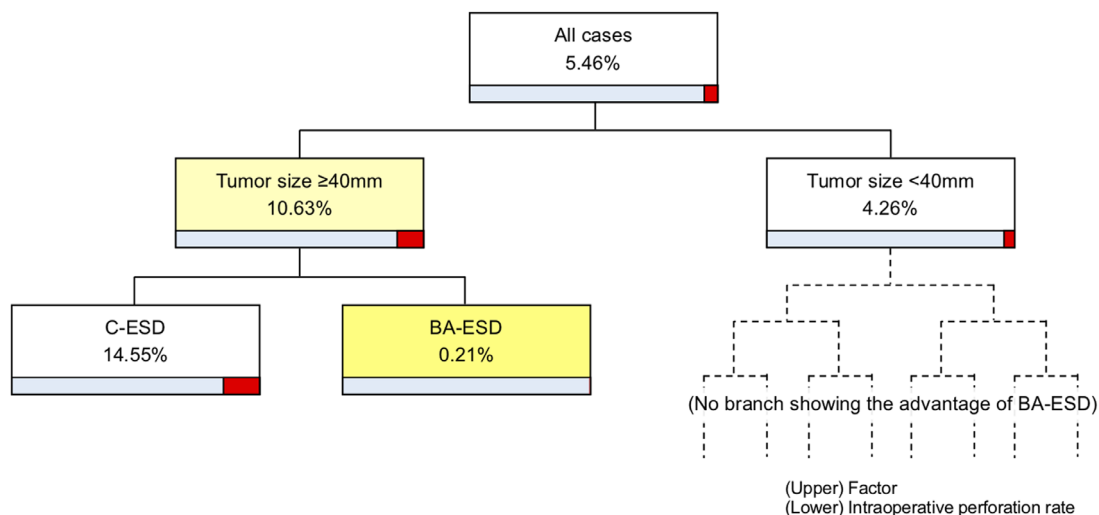 All cases
5.46%
Tumor size ≥40mm
10.63%
Tumor size <40mm
4.26%
C-ESD
14.55%
BA-ESD
0.21%
(No branch showing the advantage of BA-ESD)
(Upper) Factor
(Lower) Intraoperative perforation rate